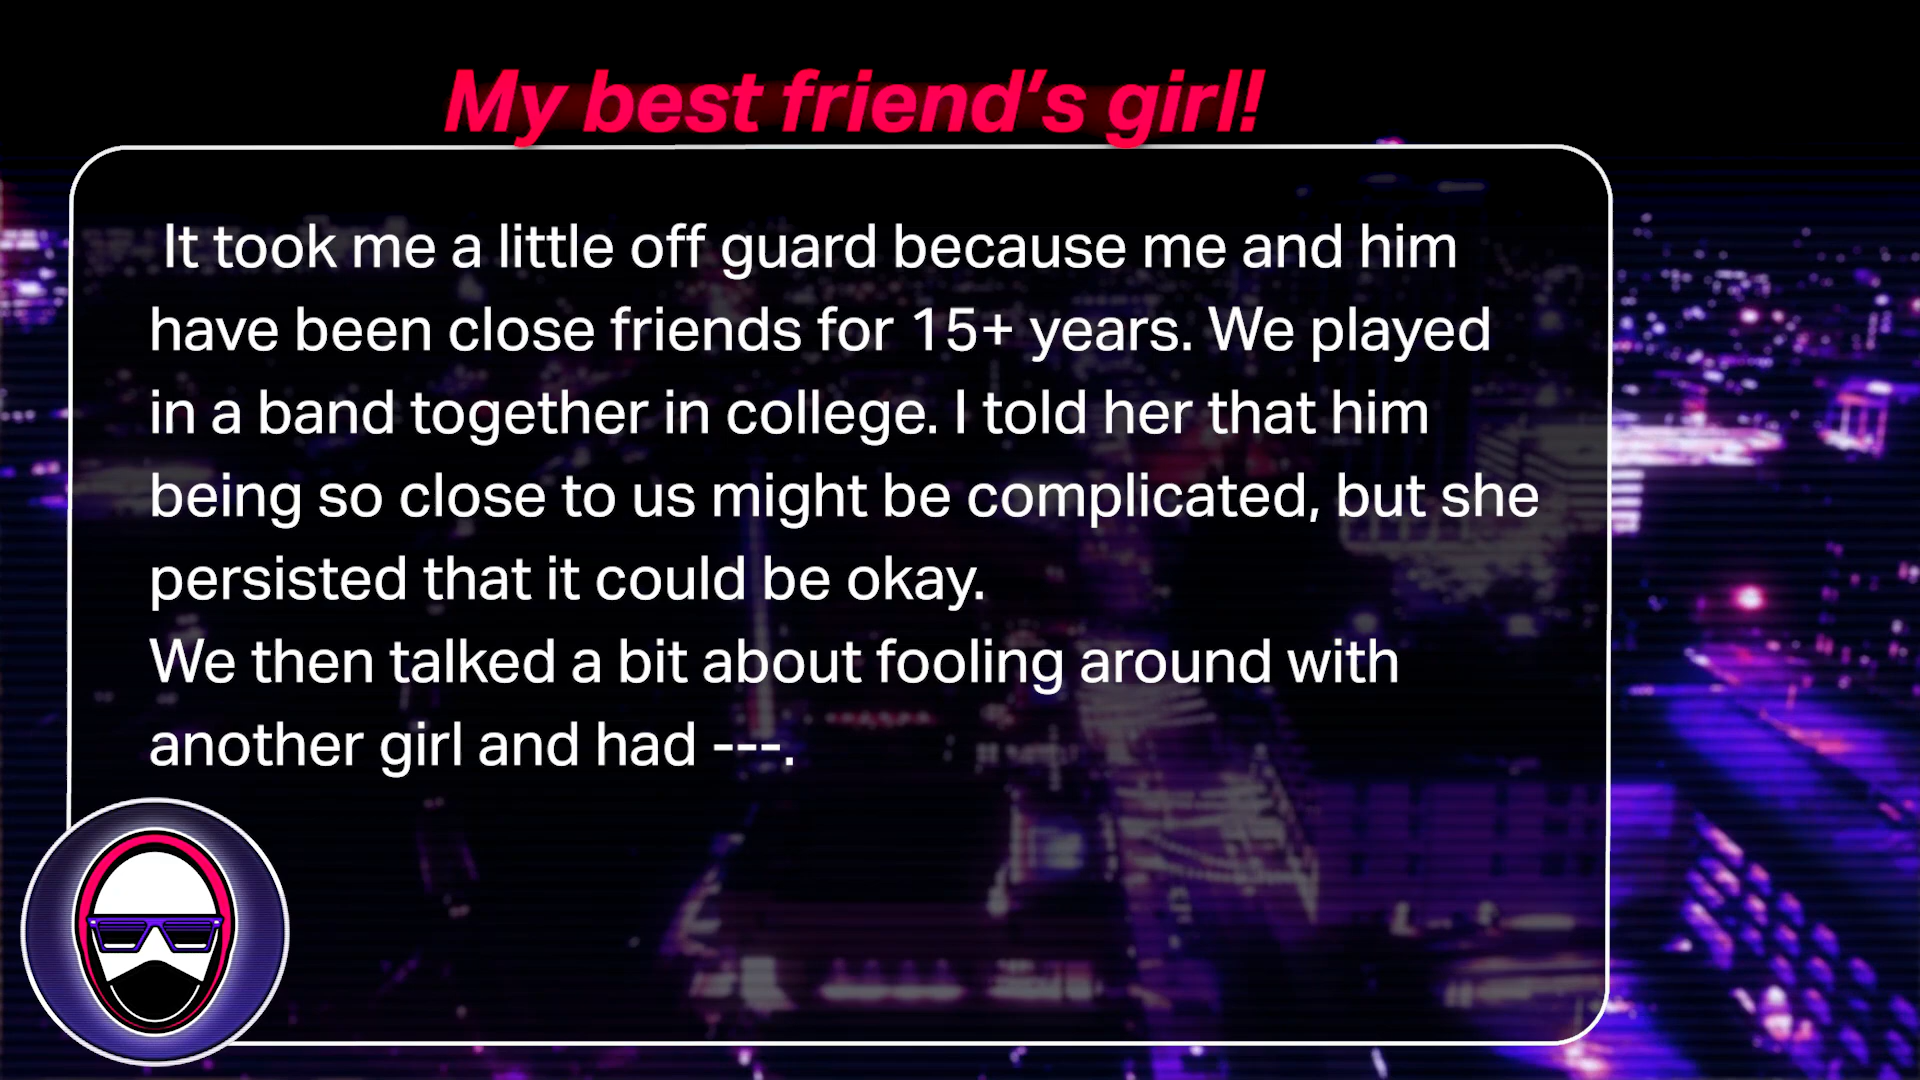 My best friend’s girl!
It took me a little off guard because me and him
have been close friends for 15+ years. We played
in a band together in college. I told her that him
being so close to us might be complicated, but she
persisted that it could be okay.
We then talked a bit about fooling around with
another girl and had ---.